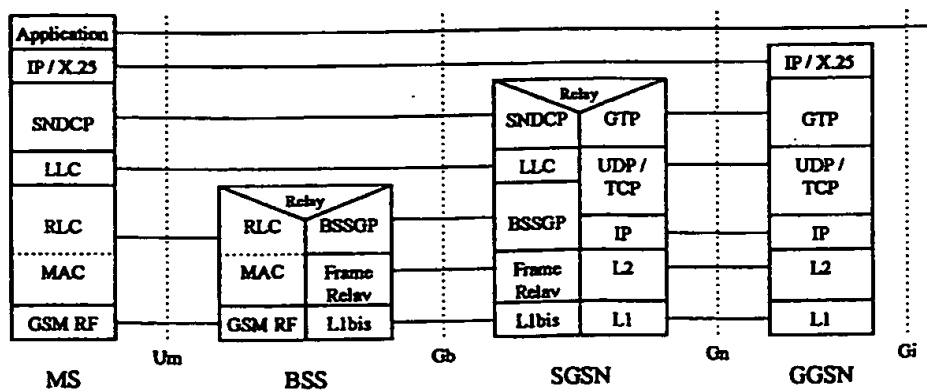 Application
IP / X.25
SNDCP
LLC
RLC
MAC
GSM RF
MS
Um
Relay
RLC
BSSGP
MAC
Frame
Relay
GSM RF
L1bis
BSS
Gb
Relay
SNDCP
GTP
LLC
UDP /
TCP
BSSGP
IP
Frame
Relay
L2
L1bis
L1
SGSN
Gn
IP / X.25
GTP
UDP /
TCP
IP
L2
L1
GGSN
Gi